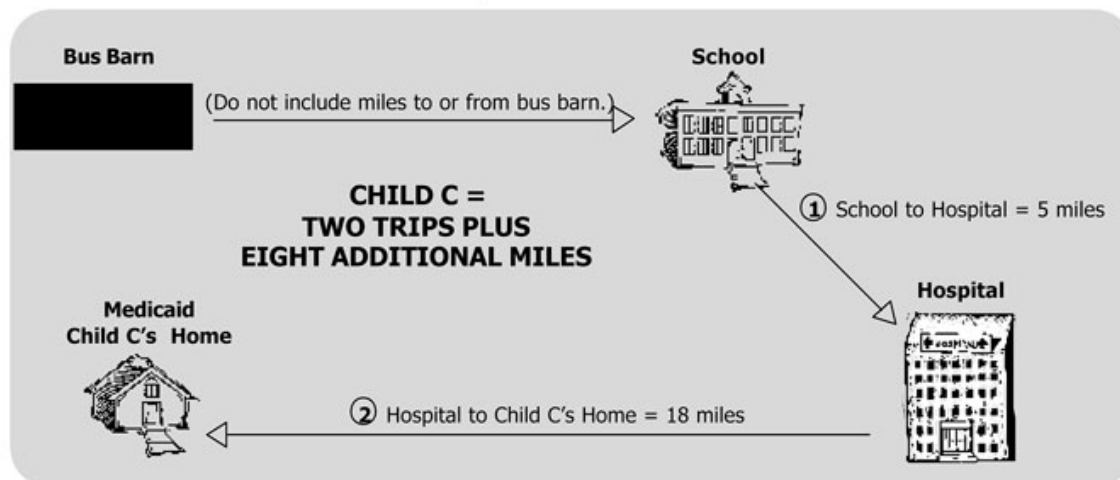 Bus Barn
(Do not include miles to or from bus barn.)
School
CHILD C =
TWO TRIPS PLUS
EIGHT ADDITIONAL MILES
1 School to Hospital = 5 miles
Hospital
Medicaid
Child C's Home
2 Hospital to Child C's Home = 18 miles